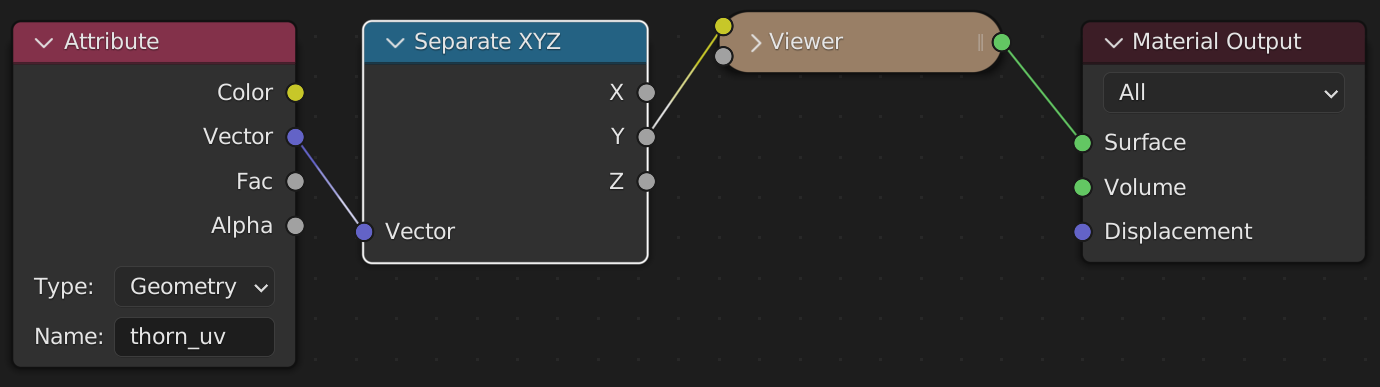 Attribute
Color
Vector
Fac
Alpha
Type: Geometry
Name: thorn_uv
Separate XYZ
X
Y
Z
Vector
Viewer
Material Output
All
Surface
Volume
Displacement